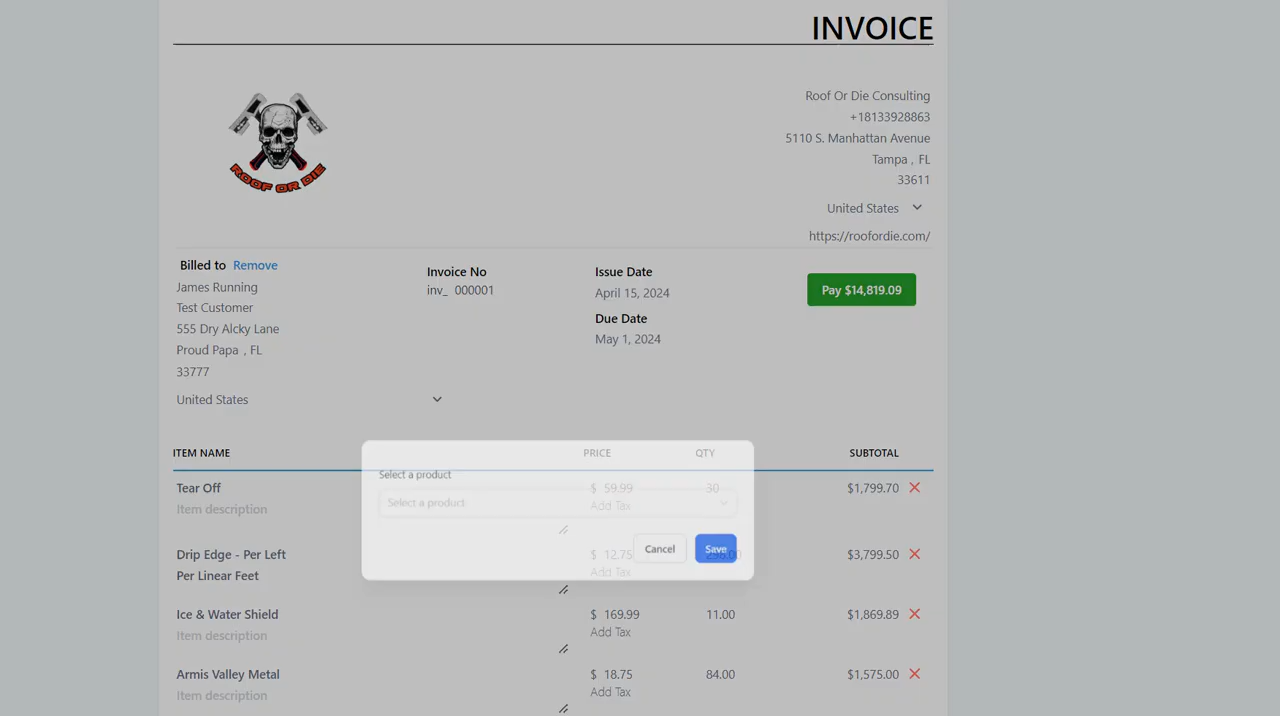 INVOICE
ROOF OR DIE
Roof Or Die Consulting
+18133928863
5110 S. Manhattan Avenue
Tampa , FL
33611
United States
https://roofordie.com/
Billed to Remove
James Running
Test Customer
555 Dry Alcky Lane
Proud Papa , FL
33777
United States
Invoice No
inv_ 000001
Issue Date
April 15, 2024
Due Date
May 1, 2024
Pay $14,819.09
ITEM NAME PRICE QTY SUBTOTAL
Select a product
Select a product
Cancel Save
Tear Off $ 59.99 30 $1,799.70
Item description Add Tax
Drip Edge - Per Left $ 12.75 $3,799.50
Per Linear Feet Add Tax
Ice & Water Shield $ 169.99 11.00 $1,869.89
Item description Add Tax
Armis Valley Metal $ 18.75 84.00 $1,575.00
Item description Add Tax